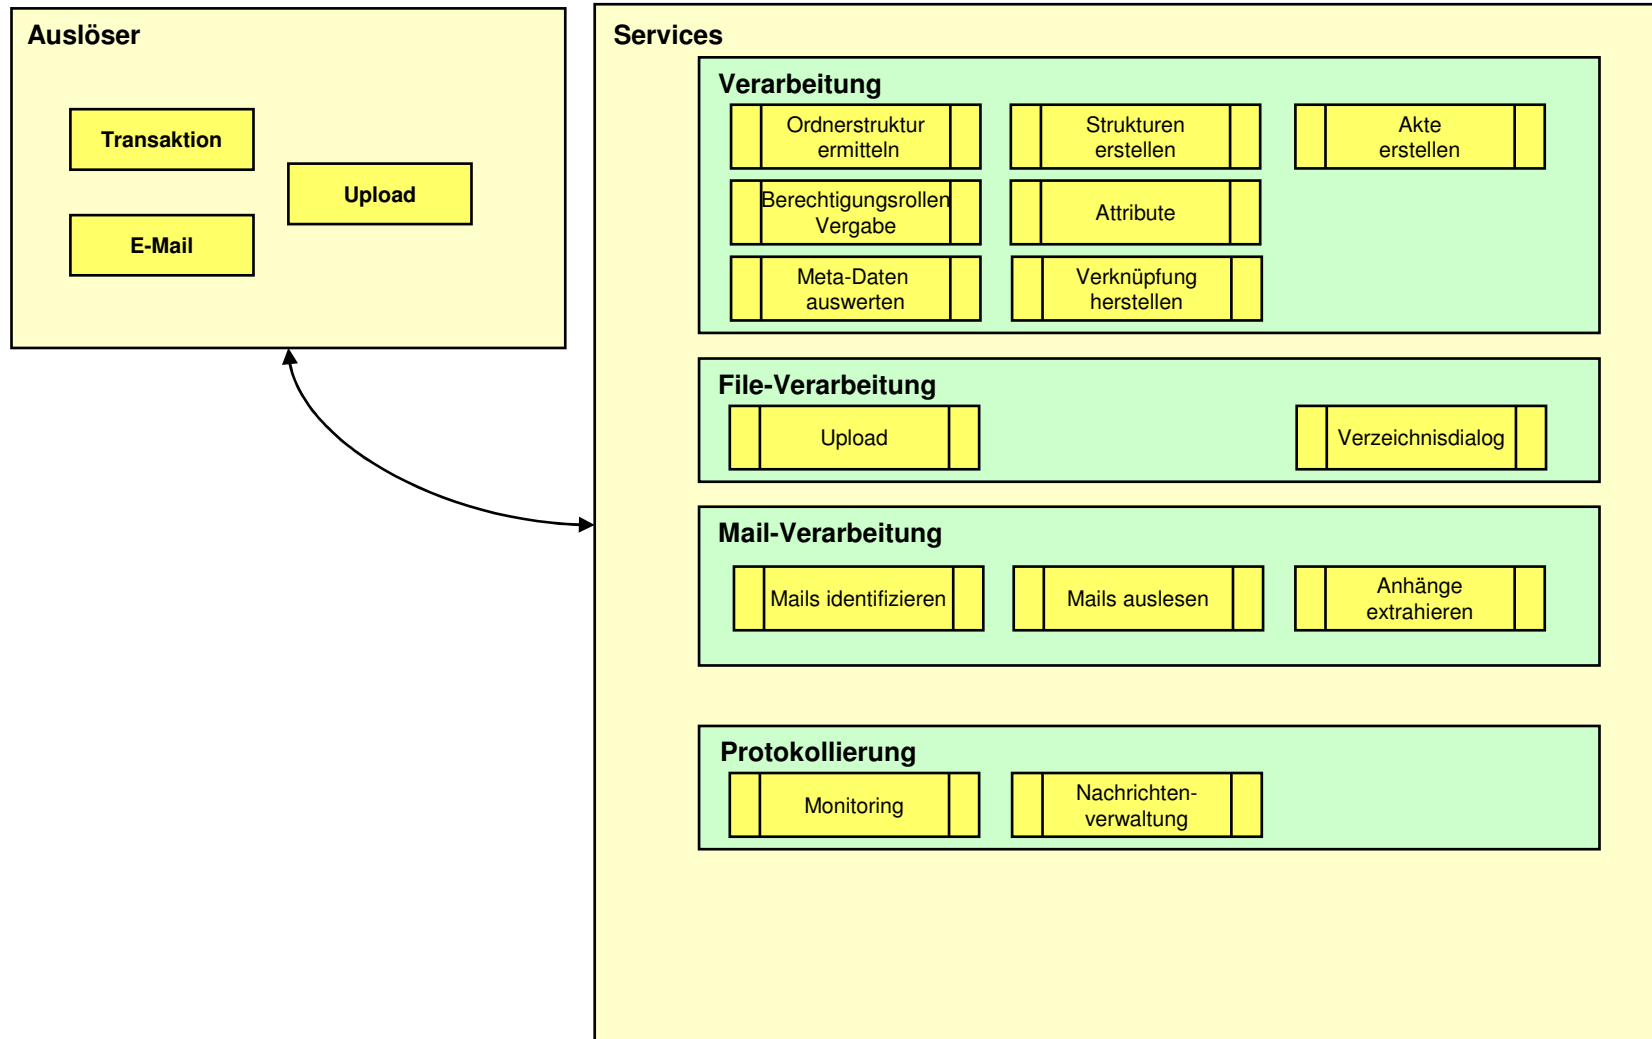 Auslöser
Transaktion
Upload
E-Mail
Services
Verarbeitung
Ordnerstruktur
ermitteln
Strukturen
erstellen
Akte
erstellen
Berechtigungsrollen
Vergabe
Attribute
Meta-Daten
auswerten
Verknüpfung
herstellen
File-Verarbeitung
Upload
Verzeichnisdialog
Mail-Verarbeitung
Mails identifizieren
Mails auslesen
Anhänge
extrahieren
Protokollierung
Monitoring
Nachrichten-
verwaltung